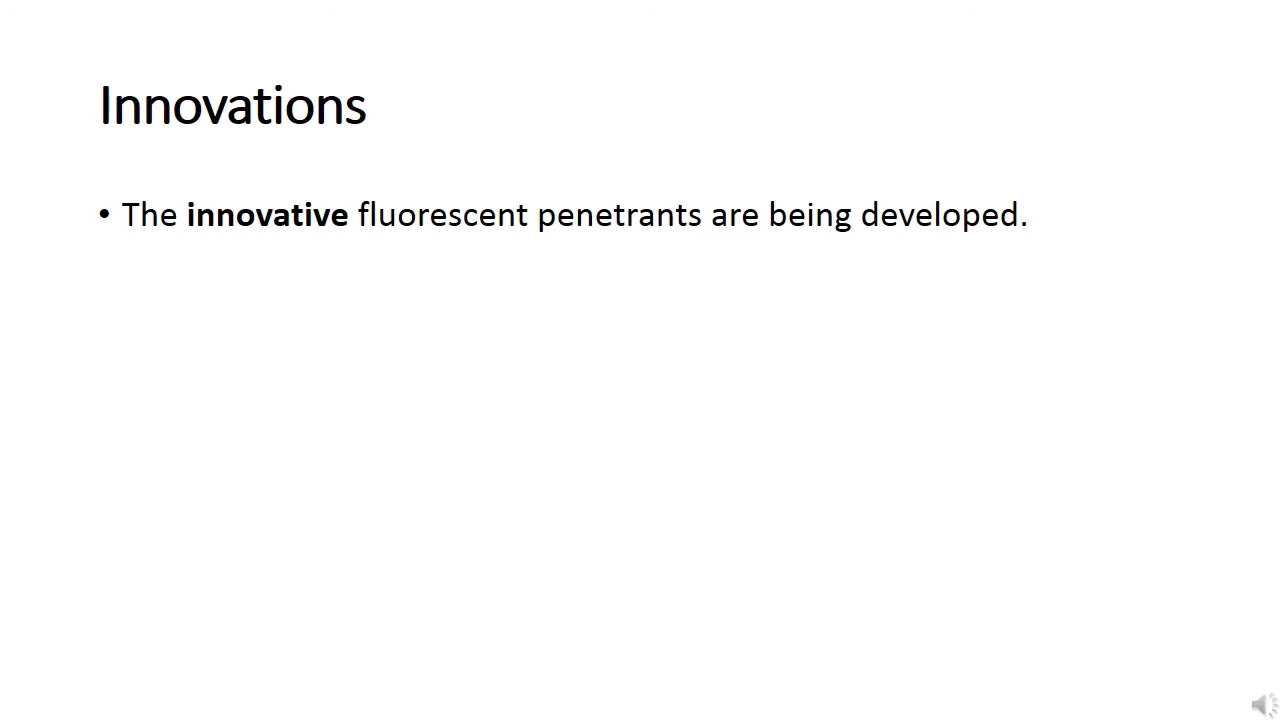 Innovations
• The innovative fluorescent penetrants are being developed.